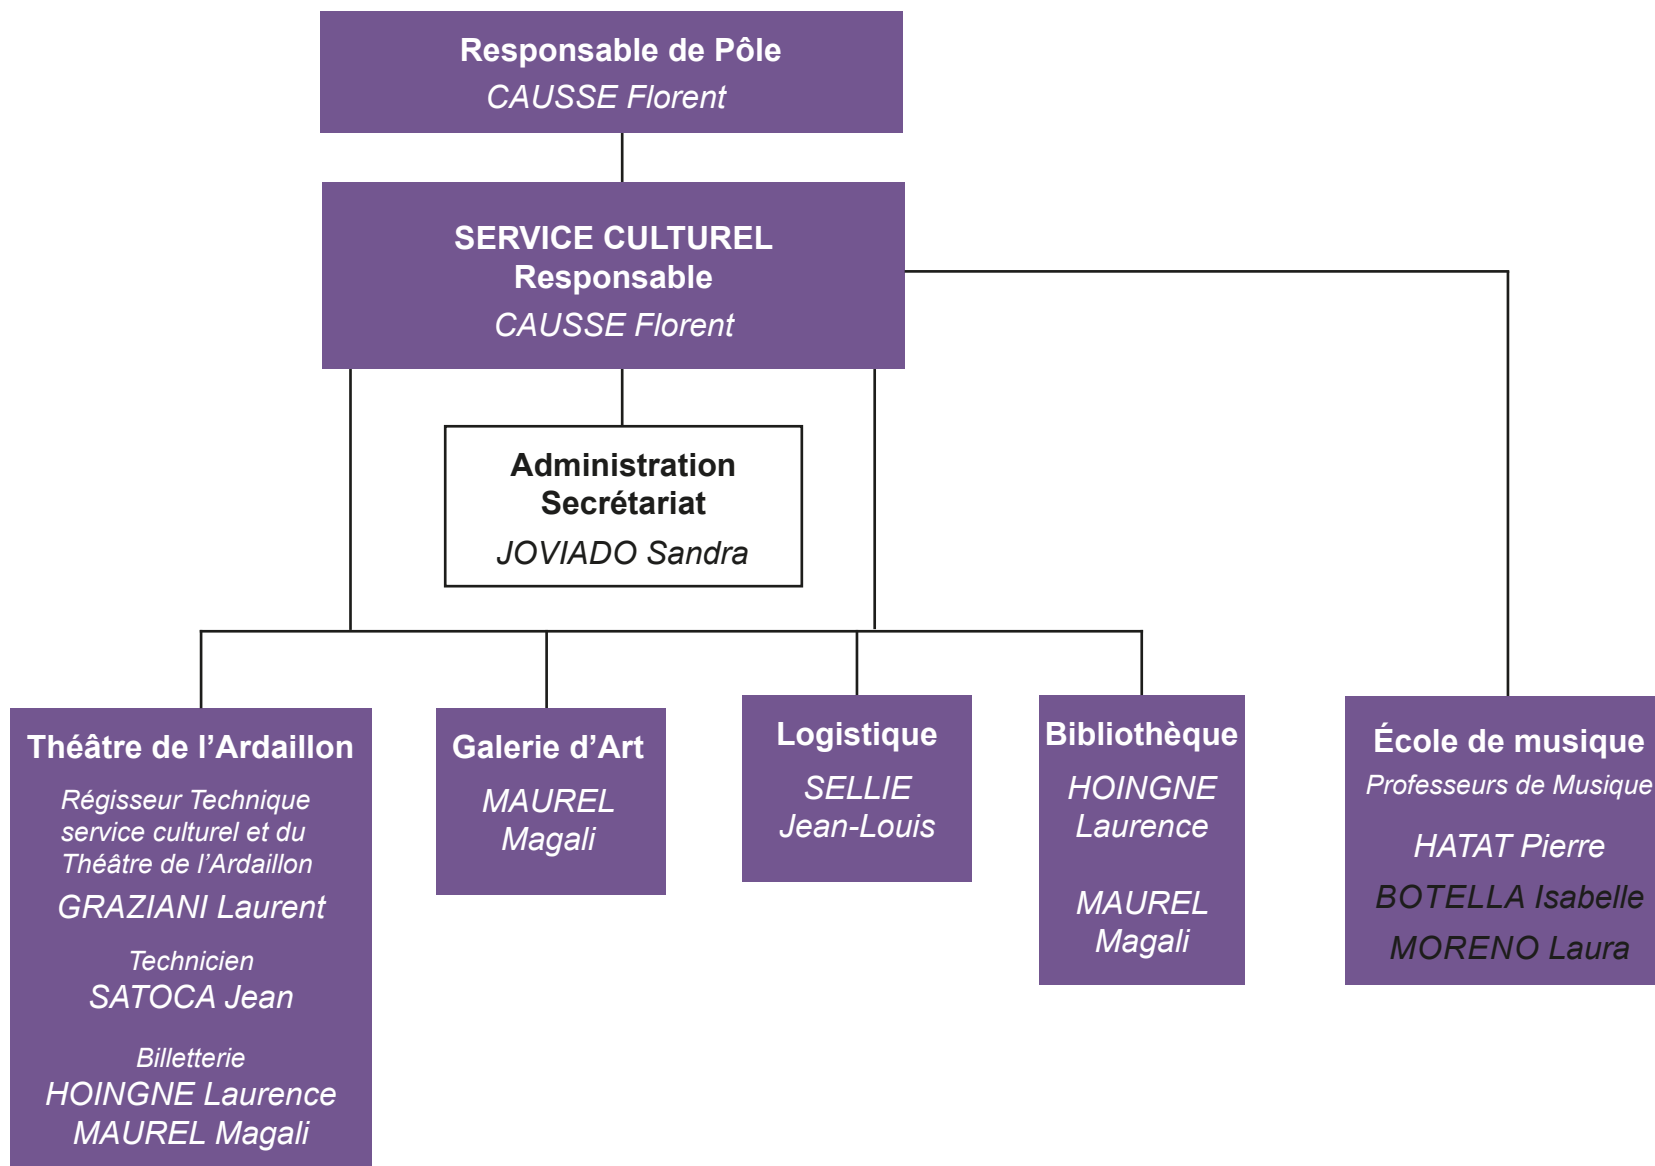 Responsable de Pôle
CAUSSE Florent
SERVICE CULTUREL
Responsable
CAUSSE Florent
Administration
Secrétariat
JOVIADO Sandra
Théâtre de l’Ardaillon
Régisseur Technique
service culturel et du
Théâtre de l’Ardaillon
GRAZIANI Laurent
Technicien
SATOCA Jean
Billetterie
HOINGNE Laurence
MAUREL Magali
Galerie d’Art
MAUREL
Magali
Logistique
SELLIE
Jean-Louis
Bibliothèque
HOINGNE
Laurence
MAUREL
Magali
École de musique
Professeurs de Musique
HATAT Pierre
BOTELLA Isabelle
MORENO Laura